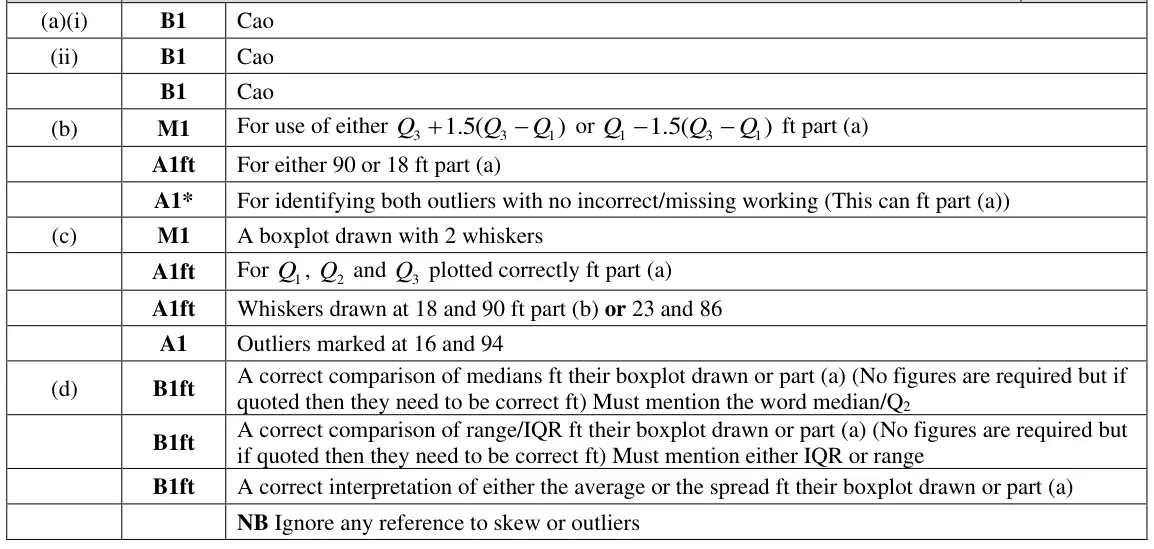 (a)(i) B1 Cao
(ii) B1 Cao
B1 Cao
(b) M1 For use of either Q₃ +1.5(Q₃ − Q₁) or Q₁ −1.5(Q₃ − Q₁) ft part (a)
A1ft For either 90 or 18 ft part (a)
A1* For identifying both outliers with no incorrect/missing working (This can ft part (a))
(c) M1 A boxplot drawn with 2 whiskers
A1ft For Q₁, Q₂ and Q₃ plotted correctly ft part (a)
A1ft Whiskers drawn at 18 and 90 ft part (b) or 23 and 86
A1 Outliers marked at 16 and 94
(d) B1ft A correct comparison of medians ft their boxplot drawn or part (a) (No figures are required but if
quoted then they need to be correct ft) Must mention the word median/Q₂
B1ft A correct comparison of range/IQR ft their boxplot drawn or part (a) (No figures are required but
if quoted then they need to be correct ft) Must mention either IQR or range
B1ft A correct interpretation of either the average or the spread ft their boxplot drawn or part (a)
NB Ignore any reference to skew or outliers